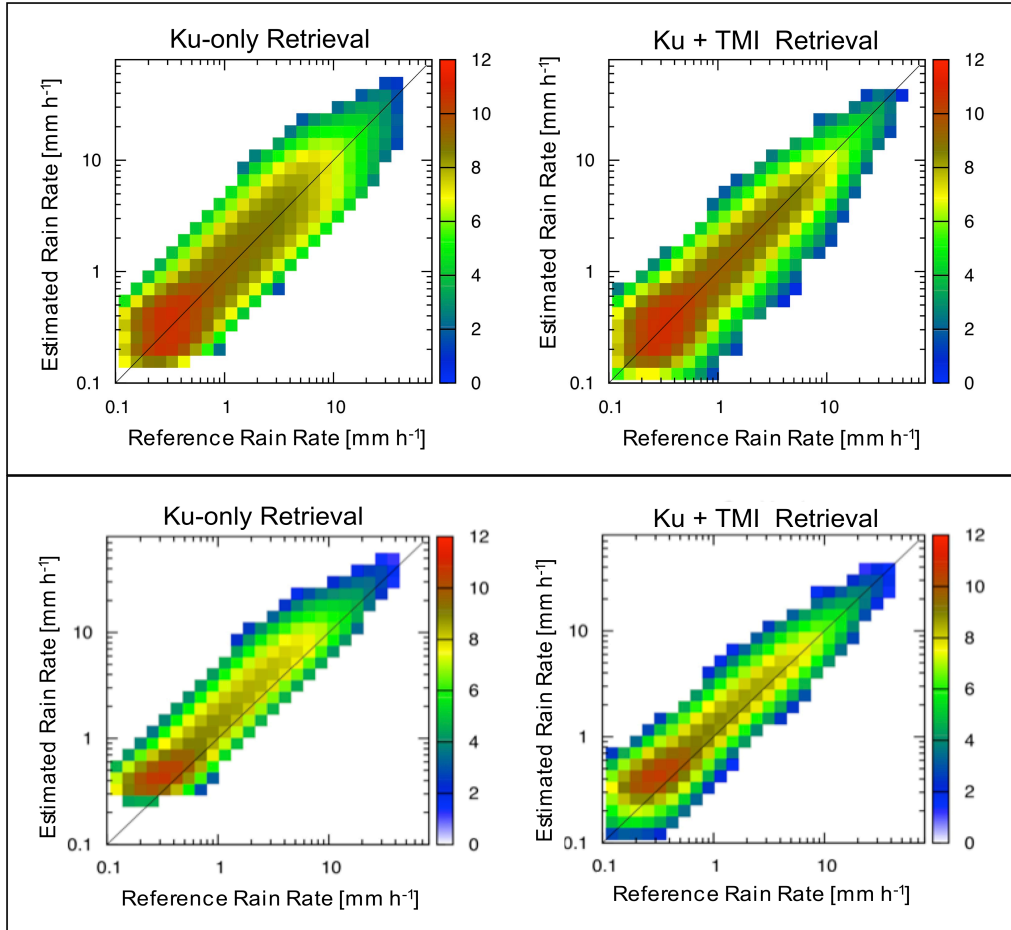 Ku-only Retrieval
Estimated Rain Rate [mm h-1]
10
1
0.1
0.1 1 10
Reference Rain Rate [mm h-1]
12
10
8
6
4
2
0
Ku + TMI Retrieval
Estimated Rain Rate [mm h-1]
10
1
0.1
0.1 1 10
Reference Rain Rate [mm h-1]
12
10
8
6
4
2
0
Ku-only Retrieval
Estimated Rain Rate [mm h-1]
10
1
0.1
0.1 1 10
Reference Rain Rate [mm h-1]
12
10
8
6
4
2
0
Ku + TMI Retrieval
Estimated Rain Rate [mm h-1]
10
1
0.1
0.1 1 10
Reference Rain Rate [mm h-1]
12
10
8
6
4
2
0